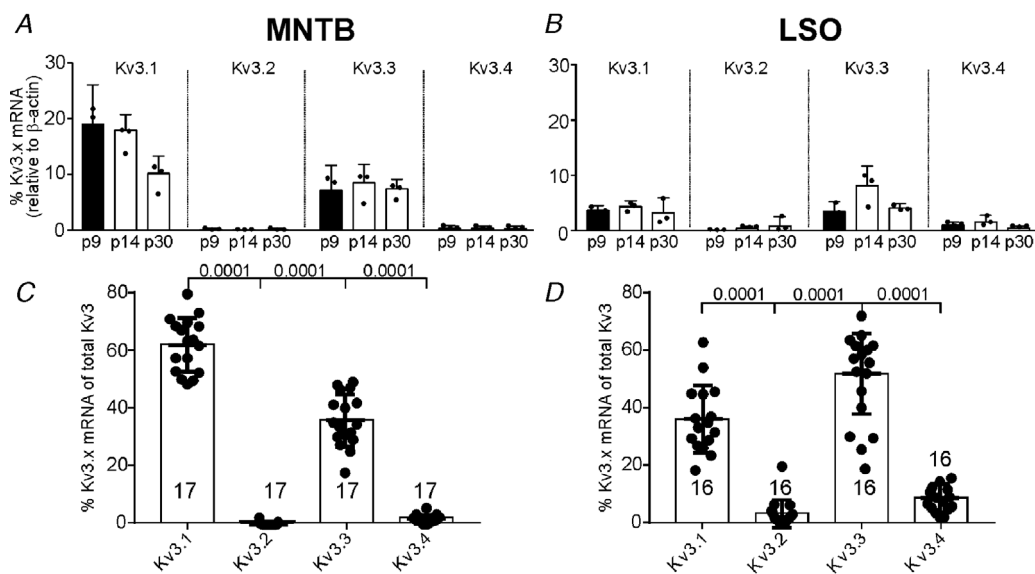 A MNTB B LSO
Kv3.1 Kv3.2 Kv3.3 Kv3.4 Kv3.1 Kv3.2 Kv3.3 Kv3.4
% Kv3.x mRNA
(relative to β-actin)
30
20
10
0
30
20
10
0
p9 p14 p30 p9 p14 p30 p9 p14 p30 p9 p14 p30
p9 p14 p30 p9 p14 p30 p9 p14 p30 p9 p14 p30
C
0.0001 0.0001 0.0001
% Kv3.x mRNA of total Kv3
80
60
40
20
0
17 17 17 17
Kv3.1 Kv3.2 Kv3.3 Kv3.4
D
0.0001 0.0001 0.0001
% Kv3.x mRNA of total Kv3
80
60
40
20
0
16 16 16 16
Kv3.1 Kv3.2 Kv3.3 Kv3.4